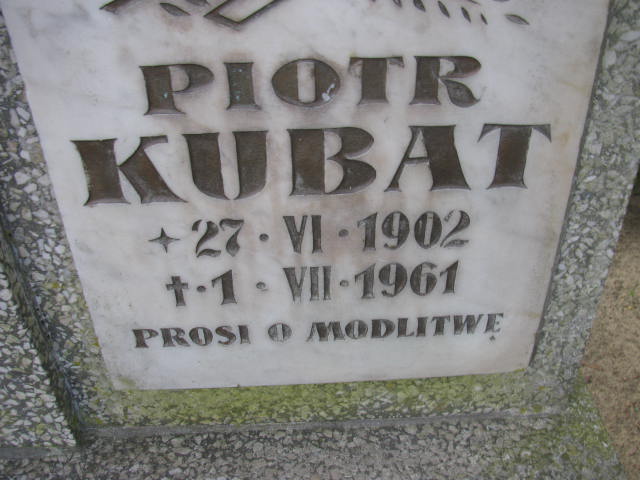 PIOTR
KUBAT
✦ 27 · VI · 1902
† · 1 · VII · 1961
PROSI O MODLITWĘ